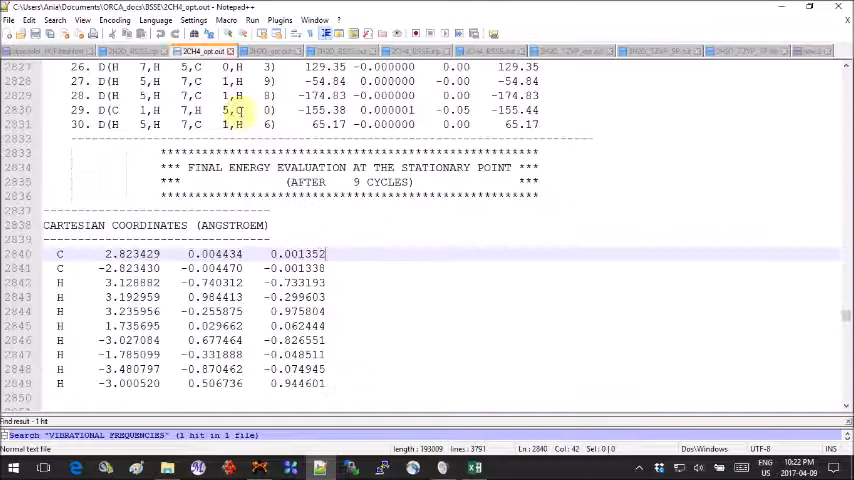 C:\Users\Ania\Documents\ORCA_docs\BSSE\2CH4_opt.out - Notepad++
File Edit Search View Encoding Language Settings Macro Run Plugins Window ?
2CH4_opt.out
2827 26. D(H 7,H 5,C 0,H 3) 129.35 -0.000000 0.00 129.35
2828 27. D(H 5,H 7,C 1,H 9) -54.84 -0.000000 0.00 -54.84
2829 28. D(H 5,H 7,C 1,H 8) -174.83 -0.000000 0.00 -174.83
2830 29. D(C 1,H 7,H 5,C 0) -155.38 0.000001 -0.05 -155.44
2831 30. D(H 5,H 7,C 1,H 6) 65.17 -0.000000 0.00 65.17
2832 -----------------------------------------------------------------------------
2833 *******************************************************
2834 *** FINAL ENERGY EVALUATION AT THE STATIONARY POINT ***
2835 *** (AFTER 9 CYCLES) ***
2836 *******************************************************
2837 ---------------------------------
2838 CARTESIAN COORDINATES (ANGSTROEM)
2839 ---------------------------------
2840 C 2.823429 0.004434 0.001352
2841 C -2.823430 -0.004470 -0.001338
2842 H 3.128882 -0.740312 -0.733193
2843 H 3.192959 0.984413 -0.299603
2844 H 3.235956 -0.255875 0.975804
2845 H 1.735695 0.029662 0.062444
2846 H -3.027084 0.677464 -0.826551
2847 H -1.785099 -0.331888 -0.048511
2848 H -3.480797 -0.870462 -0.074945
2849 H -3.000520 0.506736 0.944601
2850
Find result - 1 hit
Search "VIBRATIONAL FREQUENCIES" (1 hit in 1 file)
Normal text file length : 193009 lines : 3791 Ln : 2840 Col : 42 Sel : 0 | 0 Dos\Windows UTF-8 INS
ENG 10:22 PM
US 2017-04-09